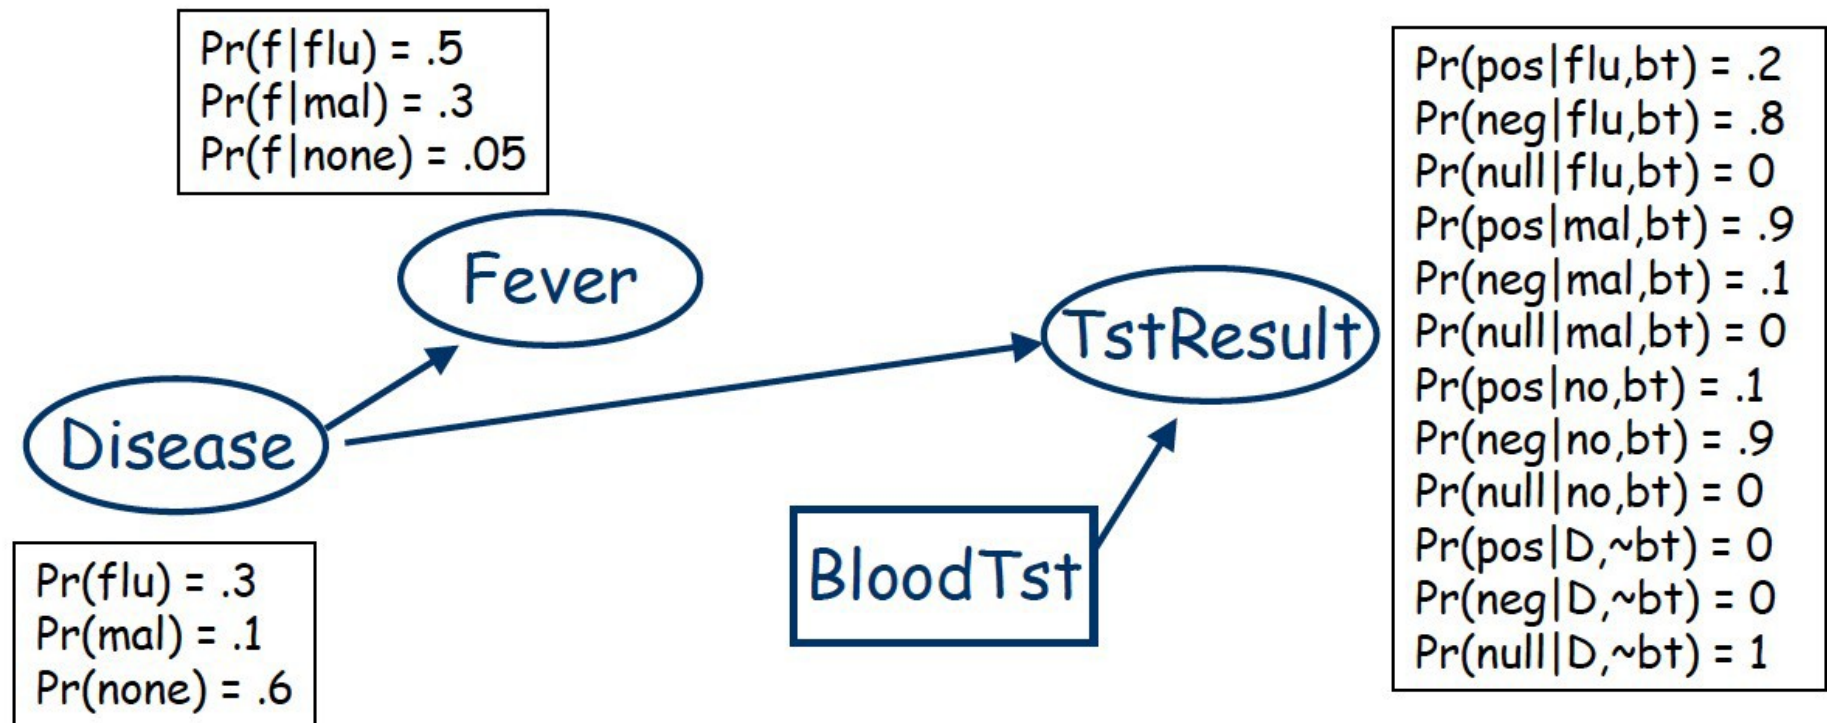 Pr(f|flu) = .5
Pr(f|mal) = .3
Pr(f|none) = .05
Fever
Disease
Pr(flu) = .3
Pr(mal) = .1
Pr(none) = .6
BloodTst
TstResult
Pr(pos|flu,bt) = .2
Pr(neg|flu,bt) = .8
Pr(null|flu,bt) = 0
Pr(pos|mal,bt) = .9
Pr(neg|mal,bt) = .1
Pr(null|mal,bt) = 0
Pr(pos|no,bt) = .1
Pr(neg|no,bt) = .9
Pr(null|no,bt) = 0
Pr(pos|D,~bt) = 0
Pr(neg|D,~bt) = 0
Pr(null|D,~bt) = 1